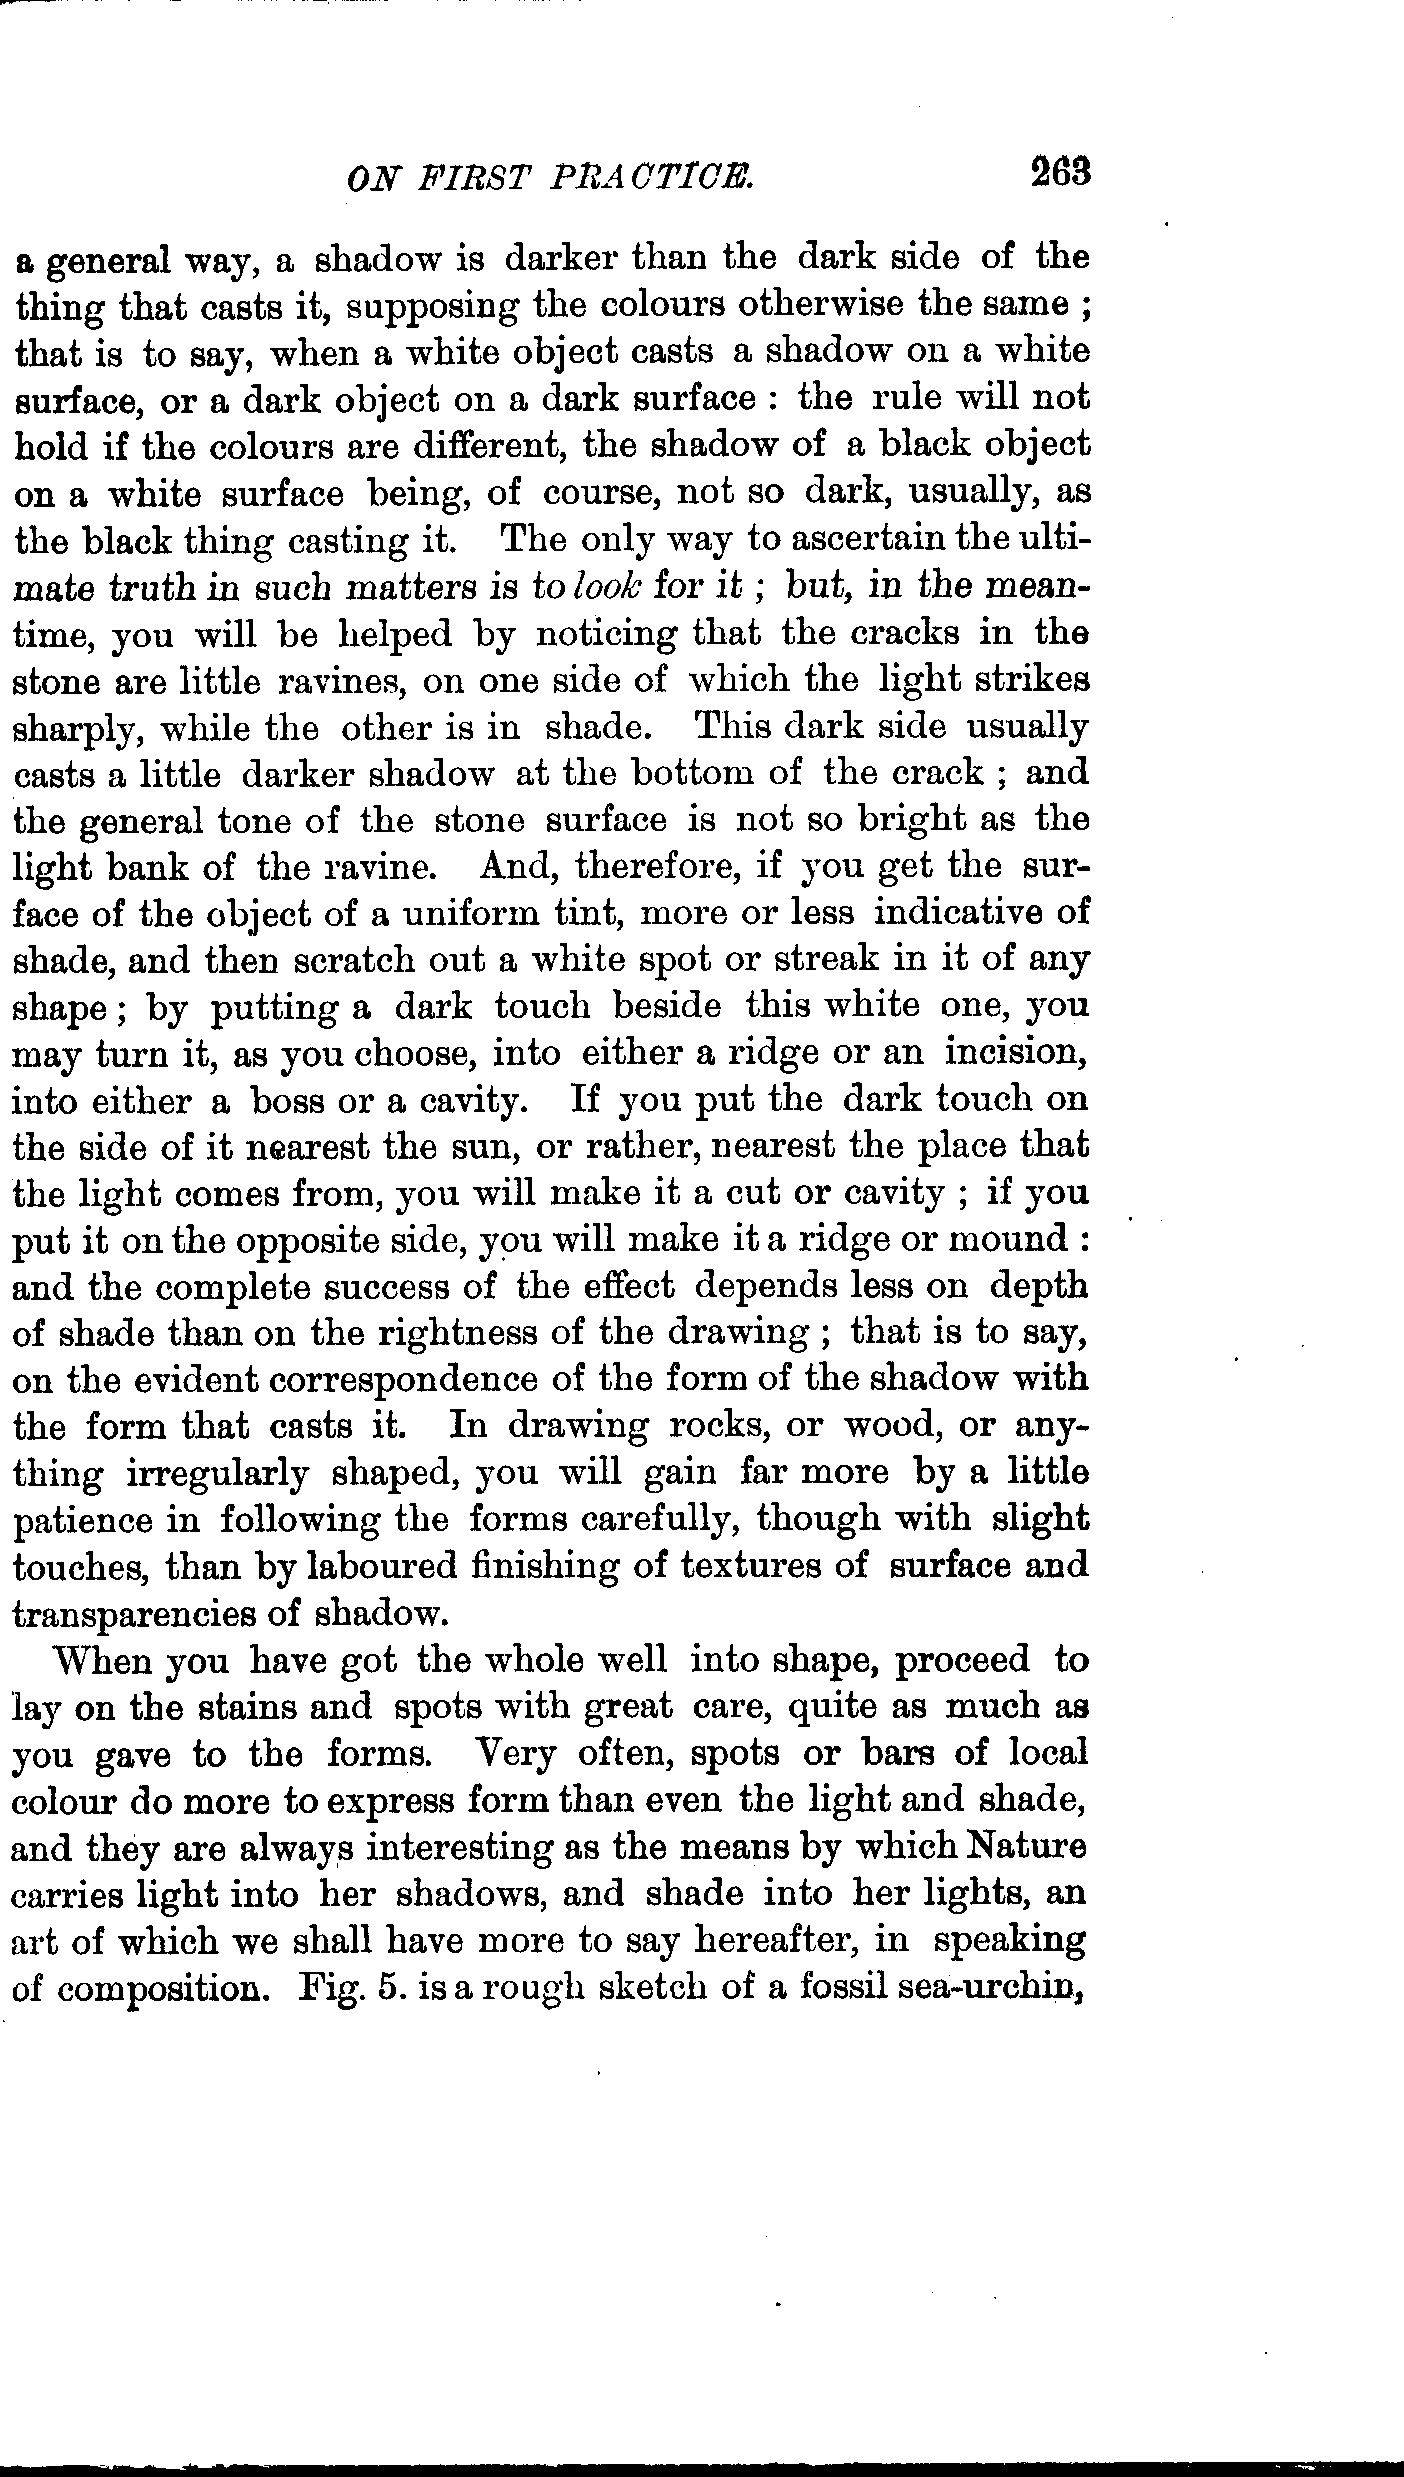 ON FIRST PRACTICE. 263
a general way, a shadow is darker than the dark side of the
thing that casts it, supposing the colours otherwise the same ;
that is to say, when a white object casts a shadow on a white
surface, or a dark object on a dark surface : the rule will not
hold if the colours are different, the shadow of a black object
on a white surface being, of course, not so dark, usually, as
the black thing casting it. The only way to ascertain the ulti-
mate truth in such matters is to look for it ; but, in the mean-
time, you will be helped by noticing that the cracks in the
stone are little ravines, on one side of which the light strikes
sharply, while the other is in shade. This dark side usually
casts a little darker shadow at the bottom of the crack ; and
the general tone of the stone surface is not so bright as the
light bank of the ravine. And, therefore, if you get the sur-
face of the object of a uniform tint, more or less indicative of
shade, and then scratch out a white spot or streak in it of any
shape ; by putting a dark touch beside this white one, you
may turn it, as you choose, into either a ridge or an incision,
into either a boss or a cavity. If you put the dark touch on
the side of it nearest the sun, or rather, nearest the place that
the light comes from, you will make it a cut or cavity ; if you
put it on the opposite side, you will make it a ridge or mound :
and the complete success of the effect depends less on depth
of shade than on the rightness of the drawing ; that is to say,
on the evident correspondence of the form of the shadow with
the form that casts it. In drawing rocks, or wood, or any-
thing irregularly shaped, you will gain far more by a little
patience in following the forms carefully, though with slight
touches, than by laboured finishing of textures of surface and
transparencies of shadow.
When you have got the whole well into shape, proceed to
lay on the stains and spots with great care, quite as much as
you gave to the forms. Very often, spots or bars of local
colour do more to express form than even the light and shade,
and they are always interesting as the means by which Nature
carries light into her shadows, and shade into her lights, an
art of which we shall have more to say hereafter, in speaking
of composition. Fig. 5. is a rough sketch of a fossil sea-urchin,